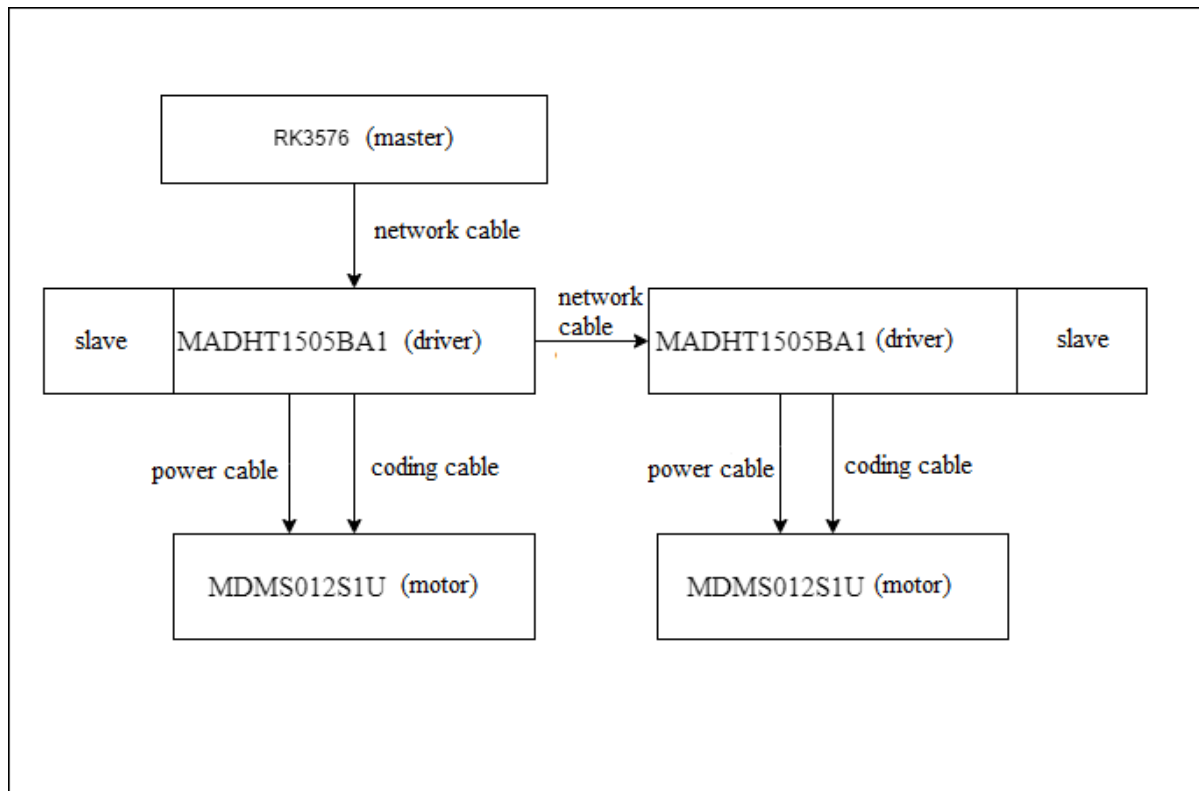 RK3576 (master)
network cable
slave
MADHT1505BA1 (driver)
network
cable
MADHT1505BA1 (driver)
slave
power cable
coding cable
power cable
coding cable
MDMS012S1U (motor)
MDMS012S1U (motor)